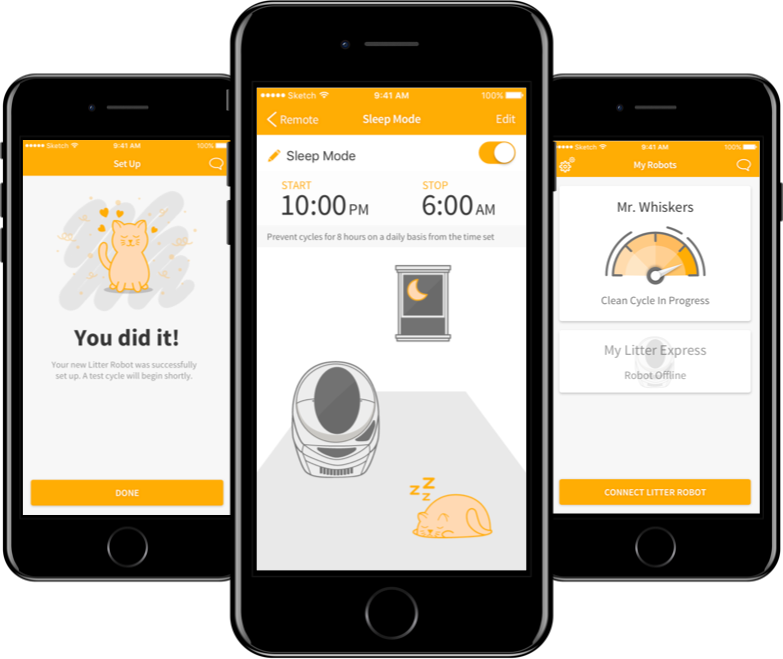 Sketch 9:41 AM 100%
Set Up
You did it!
Your new Litter Robot was successfully
set up. A test cycle will begin shortly.
DONE
Sketch 9:41 AM 100%
Remote Sleep Mode Edit
Sleep Mode
START STOP
10:00 PM 6:00 AM
Prevent cycles for 8 hours on a daily basis from the time set
z z z
Sketch 9:41 AM 100%
My Robots
Mr. Whiskers
Clean Cycle In Progress
My Litter Express
Robot Offline
CONNECT LITTER ROBOT